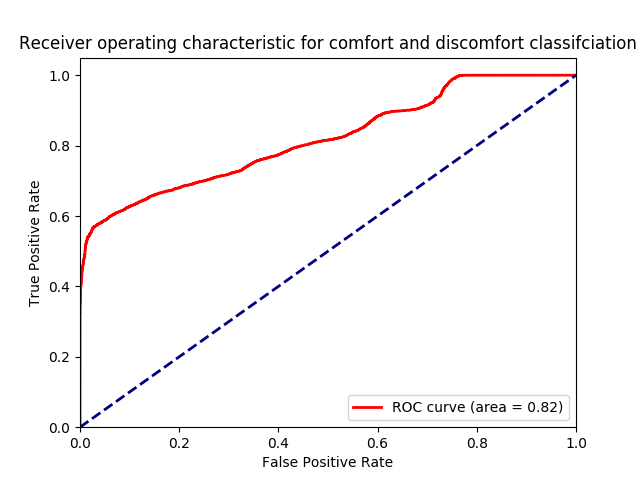 Receiver operating characteristic for comfort and discomfort classifciation
1.0
0.8
0.6
0.4
0.2
0.0
True Positive Rate
ROC curve (area = 0.82)
0.0 0.2 0.4 0.6 0.8 1.0
False Positive Rate